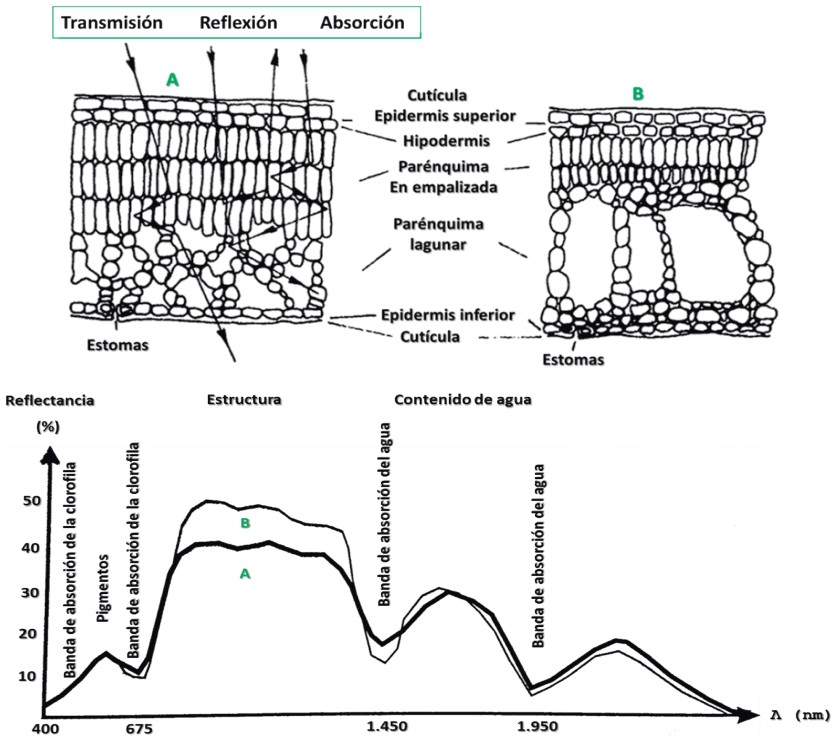 Transmisión Reflexión Absorción
A
B
Cutícula
Epidermis superior
Hipodermis
Parénquima
En empalizada
Parénquima
lagunar
Epidermis inferior
Cutícula
Estomas
Estomas
Reflectancia
(%)
Estructura
Contenido de agua
50
40
30
20
10
Banda de absorción de la clorofila
Pigmentos
Banda de absorción de la clorofila
B
A
Banda de absorción del agua
Banda de absorción del agua
400
675
1.450
1.950
Λ (nm)